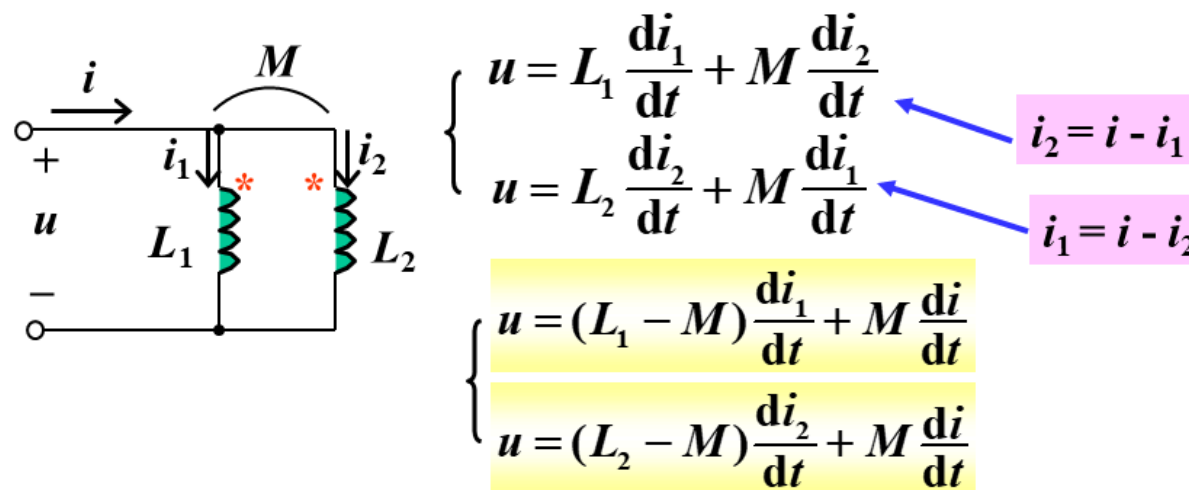 i
M
+
i₁
*
*
i₂
u
L₁
L₂
−
u = L₁ di₁/dt + M di₂/dt
i₂ = i - i₁
u = L₂ di₂/dt + M di₁/dt
i₁ = i - i₂
u = (L₁ − M) di₁/dt + M di/dt
u = (L₂ − M) di₂/dt + M di/dt